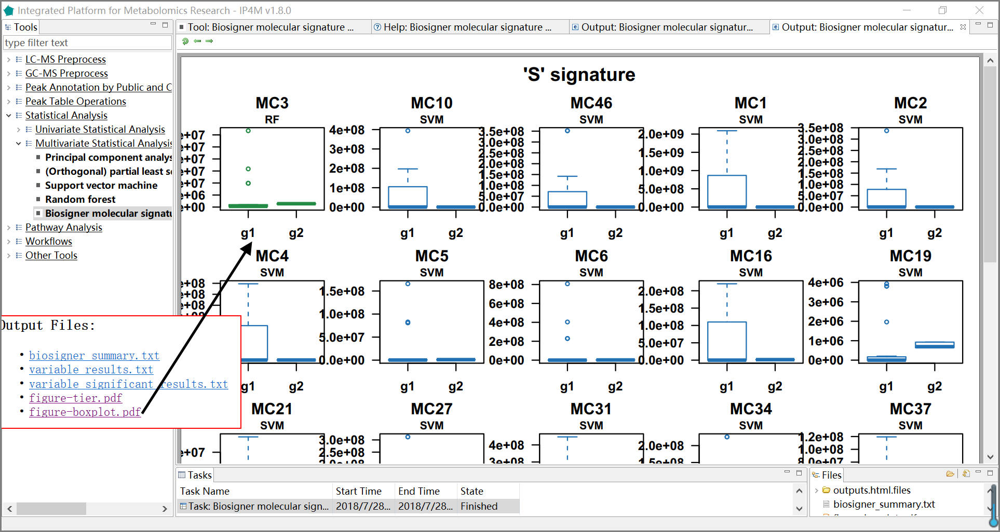 Integrated Platform for Metabolomics Research - IP4M v1.8.0
Tools
type filter text
LC-MS Preprocess
GC-MS Preprocess
Peak Annotation by Public and C
Peak Table Operations
Statistical Analysis
Univariate Statistical Analysis
Multivariate Statistical Analysis
Principal component analys
(Orthogonal) partial least s
Support vector machine
Random forest
Biosigner molecular signatu
Pathway Analysis
Workflows
Other Tools
Output Files:
biosigner_summary.txt
variable_results.txt
variable_significant_results.txt
figure-tier.pdf
figure-boxplot.pdf
Tool: Biosigner molecular signature ...
Help: Biosigner molecular signature ...
Output: Biosigner molecular signatur...
Output: Biosigner molecular signatur...
'S' signature
MC3 MC10 MC46 MC1 MC2
RF SVM SVM SVM SVM
e+07
e+07
e+07
e+07
e+07
e+06
e+00
4e+08
3e+08
2e+08
1e+08
0e+00
3.5e+08
3.0e+08
2.5e+08
2.0e+08
1.5e+08
1.0e+08
5.0e+07
0.0e+00
2.0e+09
1.5e+09
1.0e+09
5.0e+08
0.0e+00
3.5e+08
3.0e+08
2.5e+08
2.0e+08
1.5e+08
1.0e+08
5.0e+07
0.0e+00
g1 g2 g1 g2 g1 g2 g1 g2 g1 g2
MC4 MC5 MC6 MC16 MC19
SVM SVM SVM SVM SVM
e+08
e+08
e+08
1.5e+08
1.0e+08
5.0e+07
0.0e+00
8e+08
6e+08
4e+08
2e+08
0e+00
2.0e+08
1.5e+08
1.0e+08
5.0e+07
0.0e+00
4e+06
3e+06
2e+06
1e+06
0e+00
g1 g2 g1 g2 g1 g2 g1 g2 g1 g2
MC21 MC27 MC31 MC34 MC37
SVM SVM SVM SVM SVM
e+07
3.0e+08
2.5e+08
2.0e+08
4e+08
3e+08
2.0e+08
1.5e+08
1.2e+08
1.0e+08
8.0e+07
Tasks
Task Name Start Time End Time State
Task: Biosigner molecular sign... 2018/7/28... 2018/7/28... Finished
Files
outputs.html.files
biosigner_summary.txt